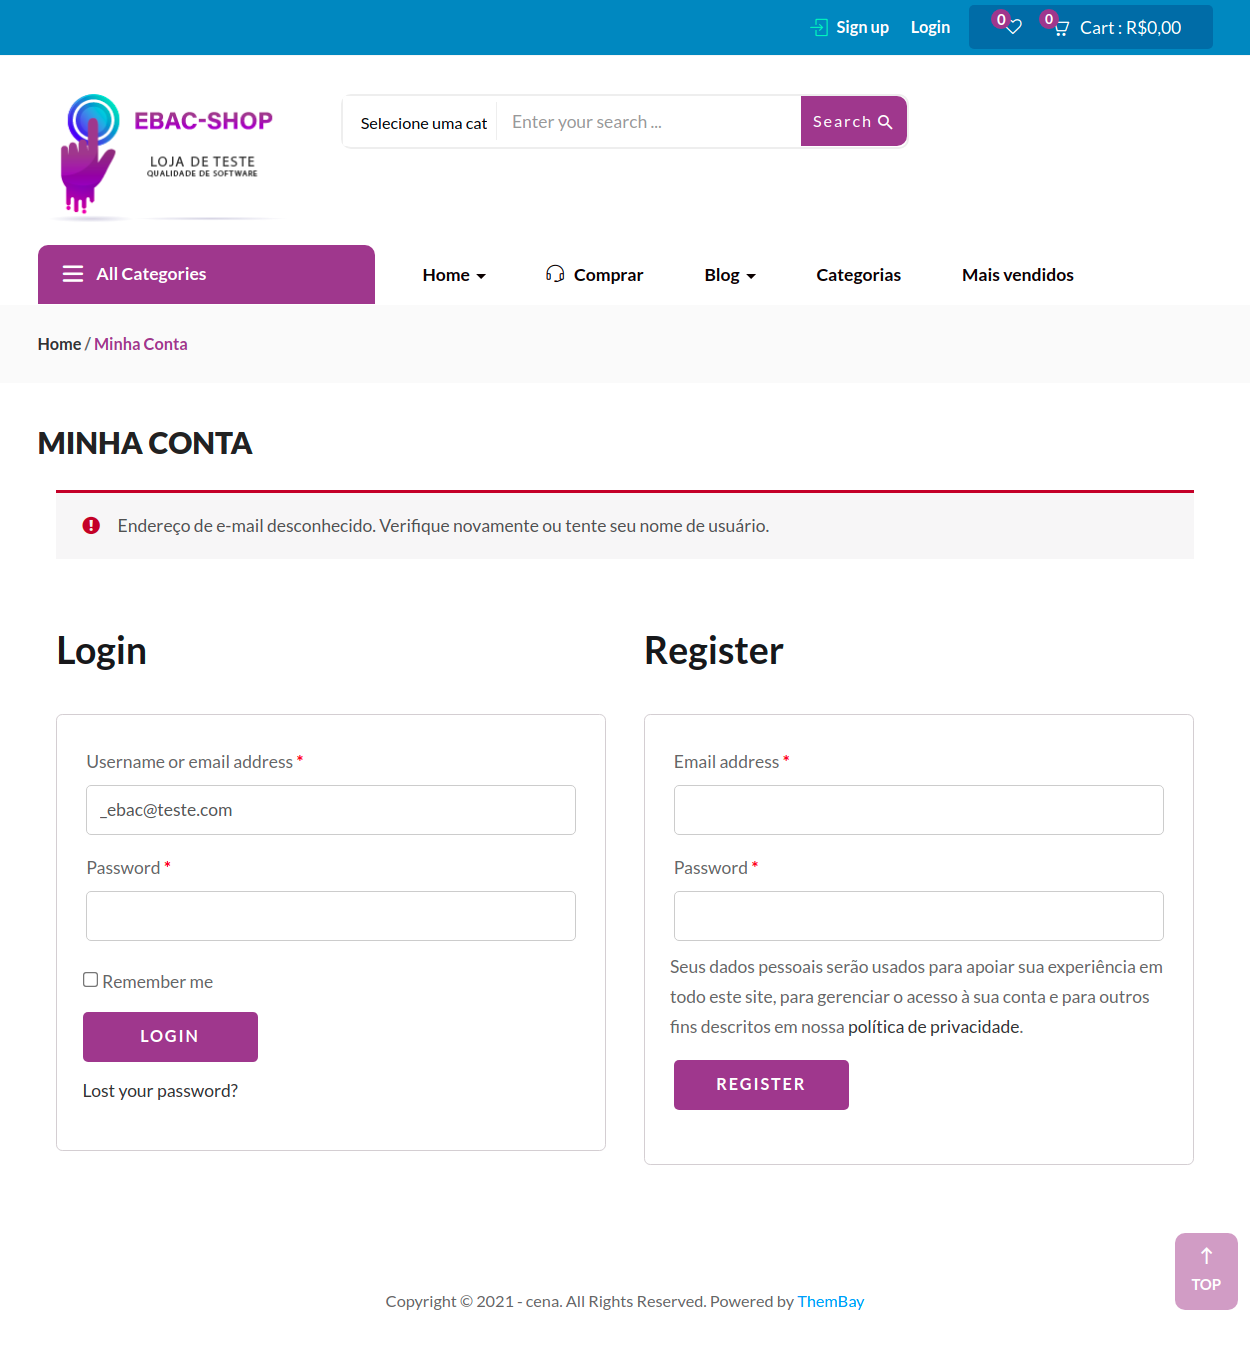 Sign up Login 0 0 Cart : R$0,00
EBAC-SHOP
LOJA DE TESTE
QUALIDADE DE SOFTWARE
Selecione uma cat Enter your search ... Search
All Categories Home Comprar Blog Categorias Mais vendidos
Home / Minha Conta
MINHA CONTA
Endereço de e-mail desconhecido. Verifique novamente ou tente seu nome de usuário.
Login
Username or email address *
_ebac@teste.com
Password *
Remember me
LOGIN
Lost your password?
Register
Email address *
Password *
Seus dados pessoais serão usados para apoiar sua experiência em
todo este site, para gerenciar o acesso à sua conta e para outros
fins descritos em nossa política de privacidade.
REGISTER
TOP
Copyright © 2021 - cena. All Rights Reserved. Powered by ThemBay